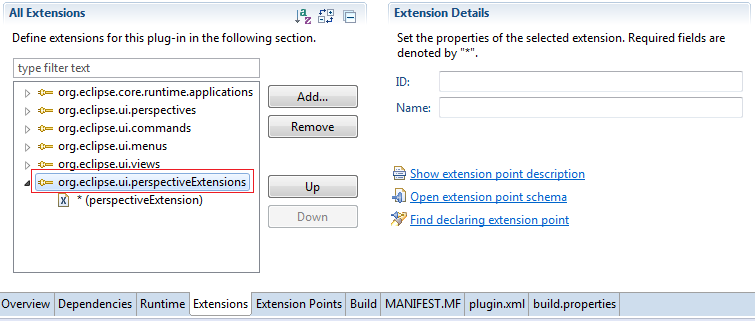 All Extensions
Define extensions for this plug-in in the following section.
type filter text
org.eclipse.core.runtime.applications
org.eclipse.ui.perspectives
org.eclipse.ui.commands
org.eclipse.ui.menus
org.eclipse.ui.views
org.eclipse.ui.perspectiveExtensions
* (perspectiveExtension)
Add...
Remove
Up
Down
Extension Details
Set the properties of the selected extension. Required fields are
denoted by "*".
ID:
Name:
Show extension point description
Open extension point schema
Find declaring extension point
Overview Dependencies Runtime Extensions Extension Points Build MANIFEST.MF plugin.xml build.properties